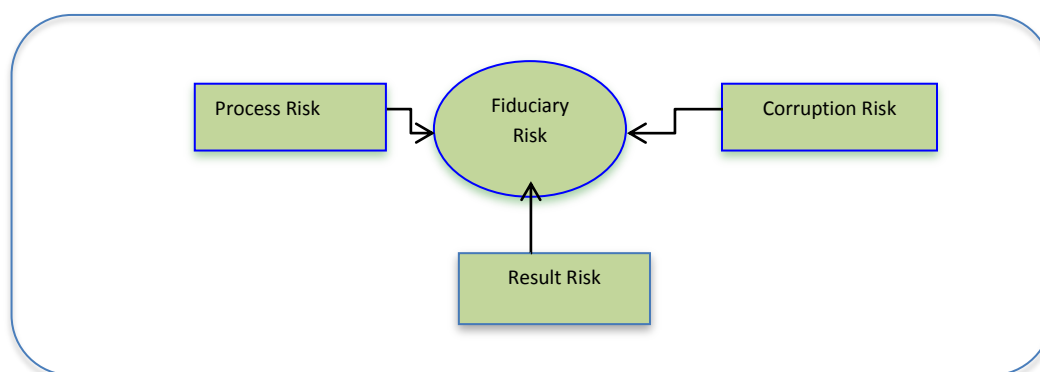 Process Risk
Fiduciary
Risk
Corruption Risk
Result Risk